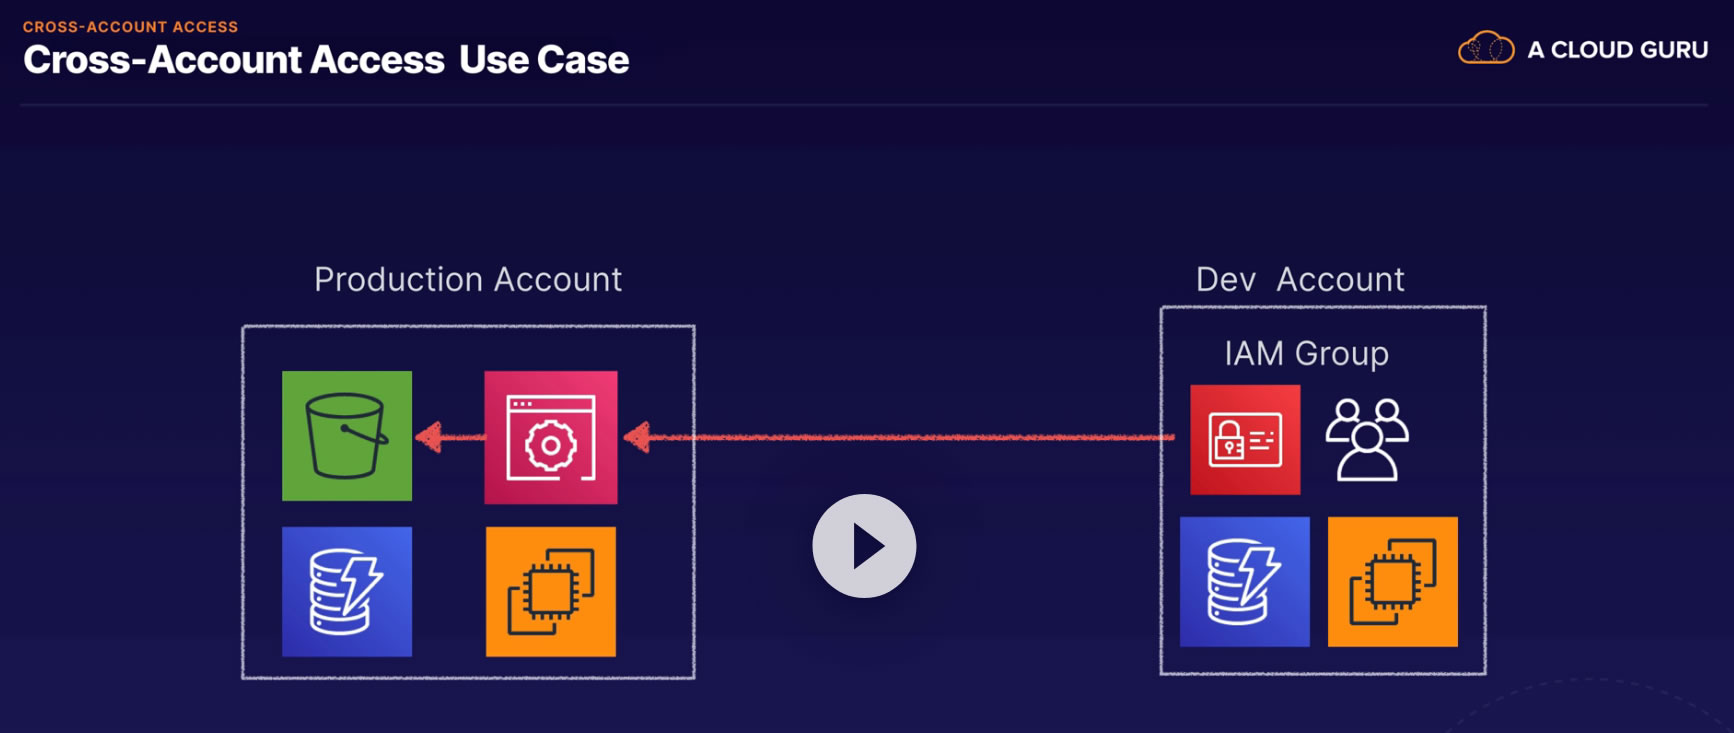 CROSS-ACCOUNT ACCESS
Cross-Account Access Use Case
A CLOUD GURU
Production Account
Dev Account
IAM Group